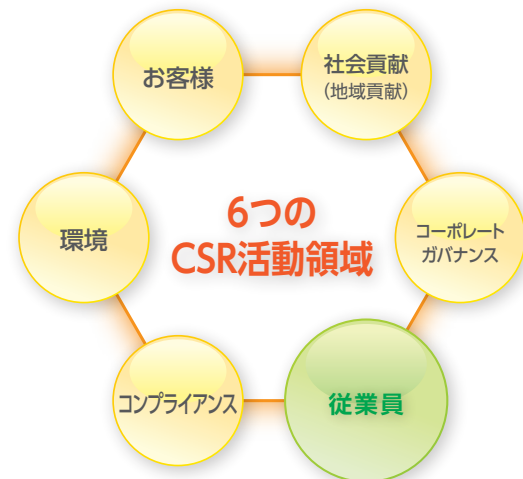 お客様
社会貢献
(地域貢献)
環境
6つの
CSR活動領域
コーポレート
ガバナンス
コンプライアンス
従業員